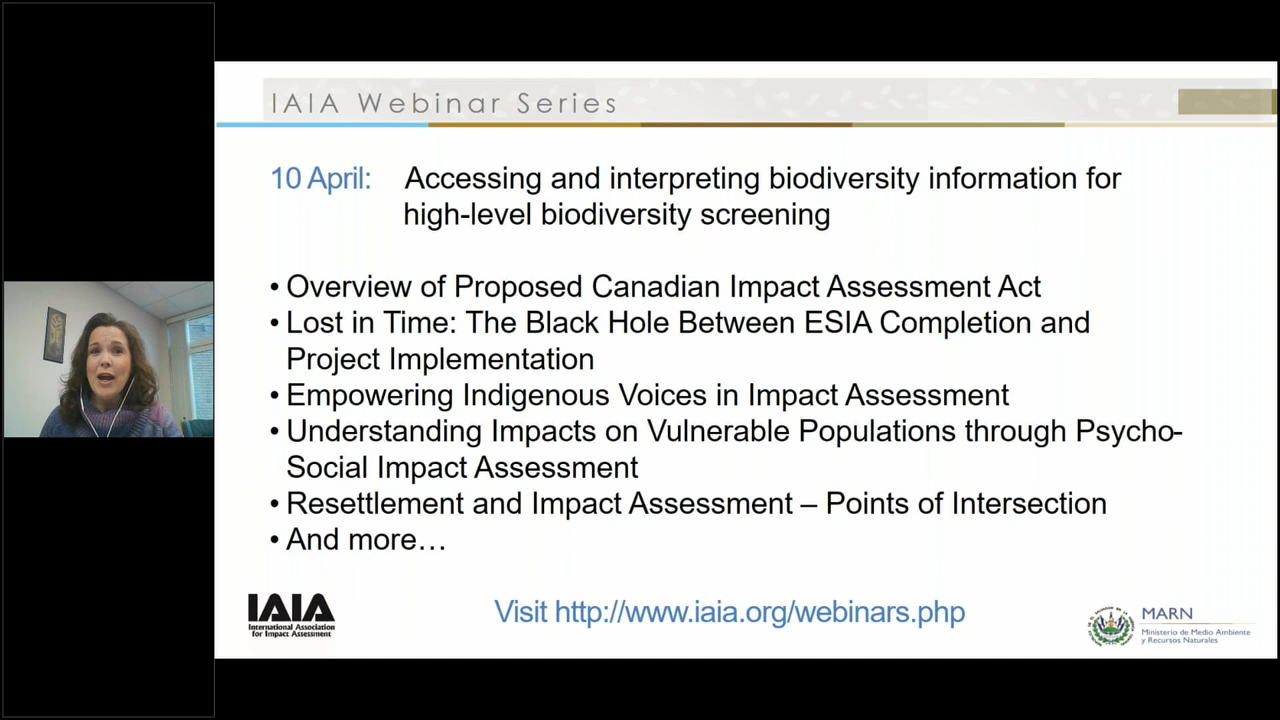 IAIA Webinar Series
10 April: Accessing and interpreting biodiversity information for
high-level biodiversity screening
• Overview of Proposed Canadian Impact Assessment Act
• Lost in Time: The Black Hole Between ESIA Completion and
Project Implementation
• Empowering Indigenous Voices in Impact Assessment
• Understanding Impacts on Vulnerable Populations through Psycho-
Social Impact Assessment
• Resettlement and Impact Assessment – Points of Intersection
• And more…
IAIA
International Association
for Impact Assessment
Visit http://www.iaia.org/webinars.php
MARN
Ministerio de Medio Ambiente
y Recursos Naturales